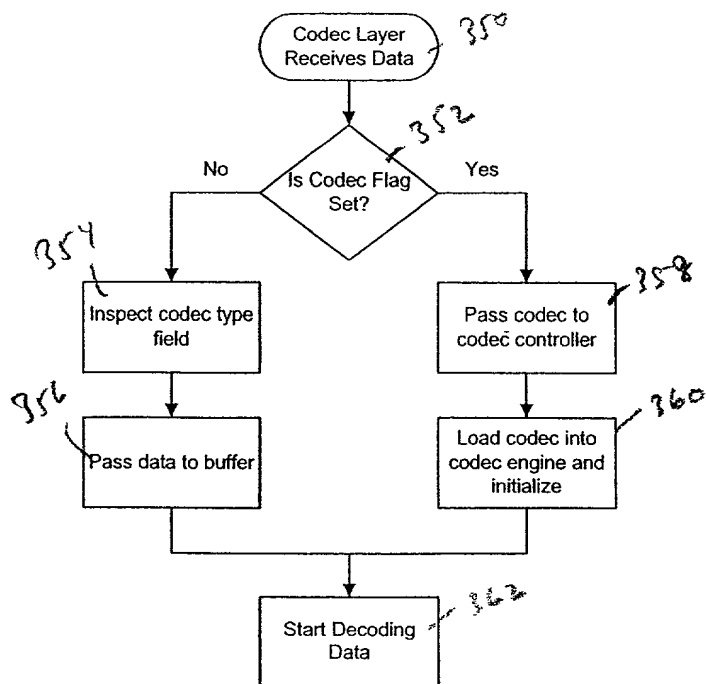 Codec Layer
Receives Data
350
352
Is Codec Flag
Set?
No
Yes
354
Inspect codec type
field
358
Pass codec to
codec controller
356
Pass data to buffer
360
Load codec into
codec engine and
initialize
362
Start Decoding
Data